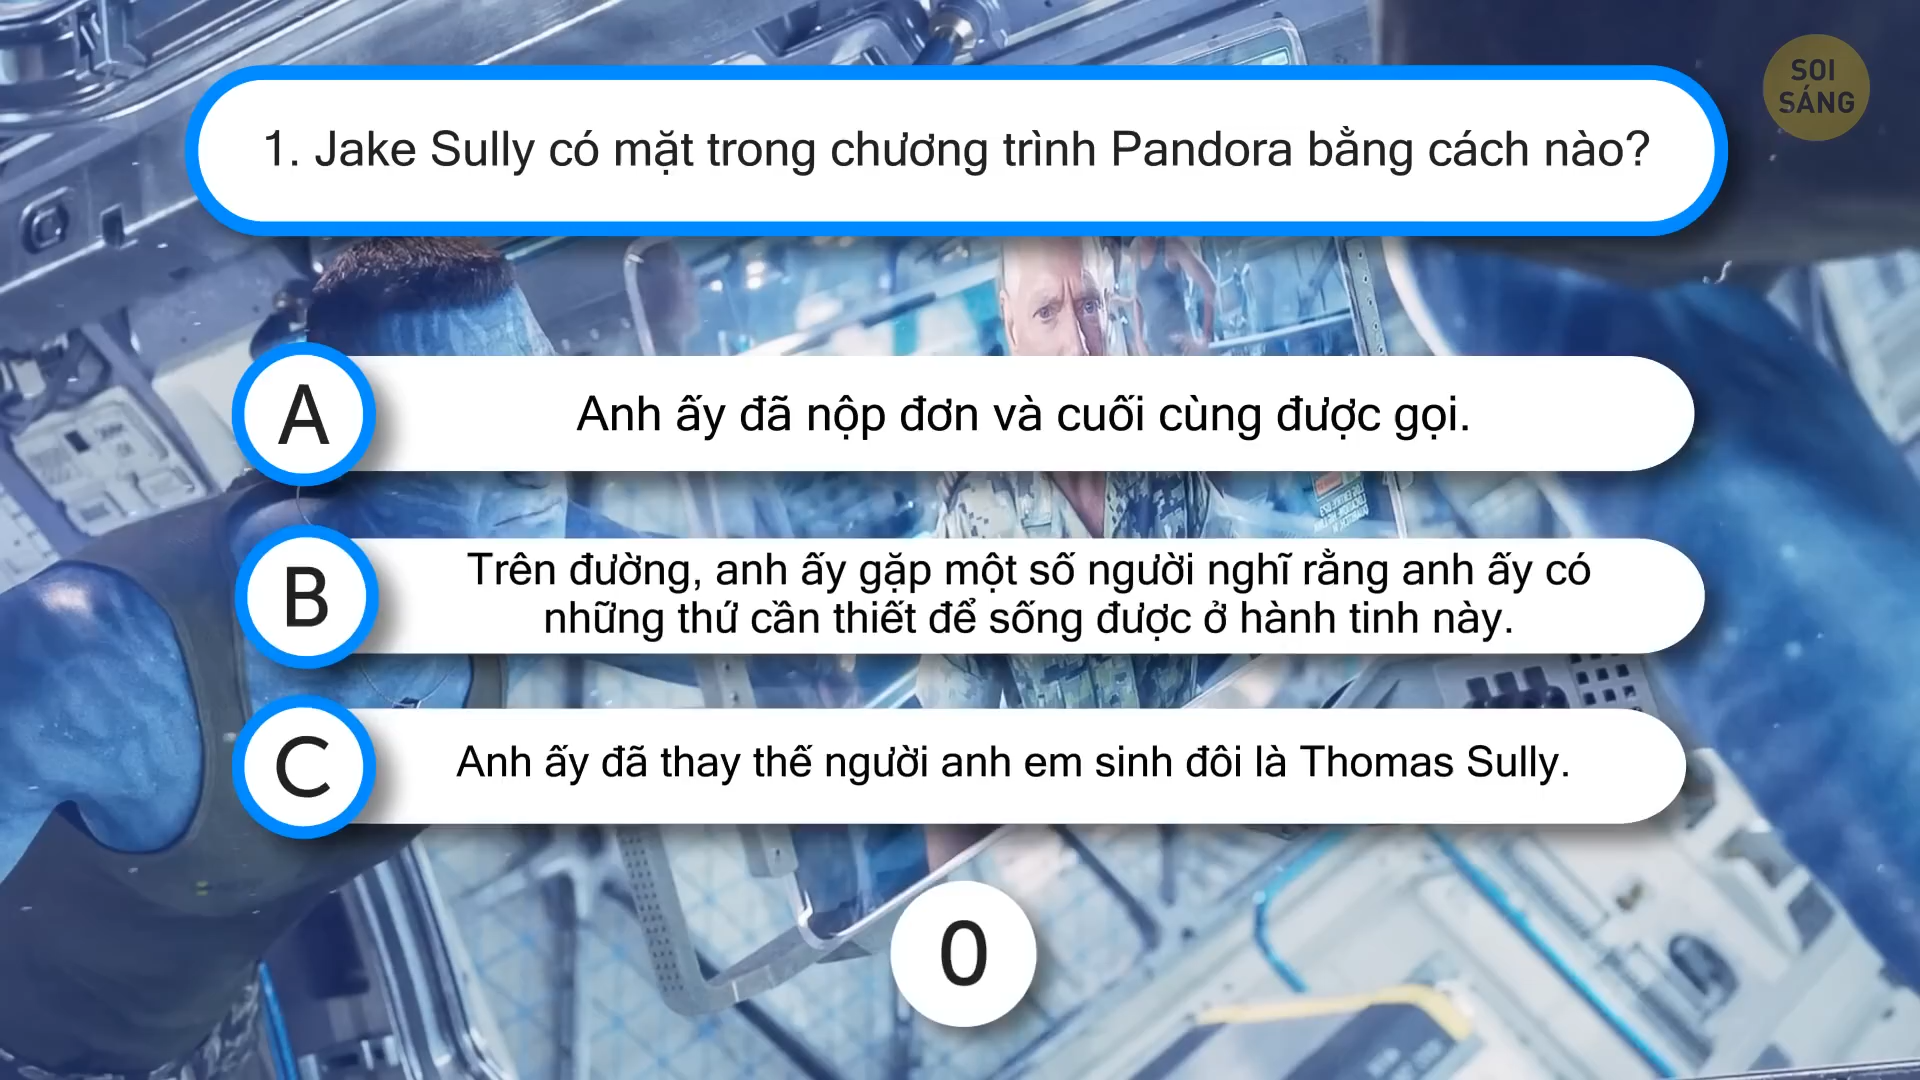 SOI
SÁNG
1. Jake Sully có mặt trong chương trình Pandora bằng cách nào?
A
Anh ấy đã nộp đơn và cuối cùng được gọi.
B
Trên đường, anh ấy gặp một số người nghĩ rằng anh ấy có
những thứ cần thiết để sống được ở hành tinh này.
C
Anh ấy đã thay thế người anh em sinh đôi là Thomas Sully.
0